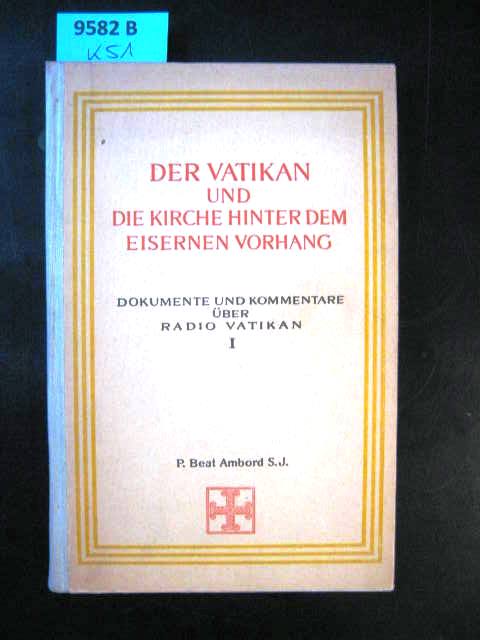 9582 B
K51
DER VATIKAN
UND
DIE KIRCHE HINTER DEM
EISERNEN VORHANG
DOKUMENTE UND KOMMENTARE
ÜBER
RADIO VATIKAN
I
P. Beat Ambord S.J.